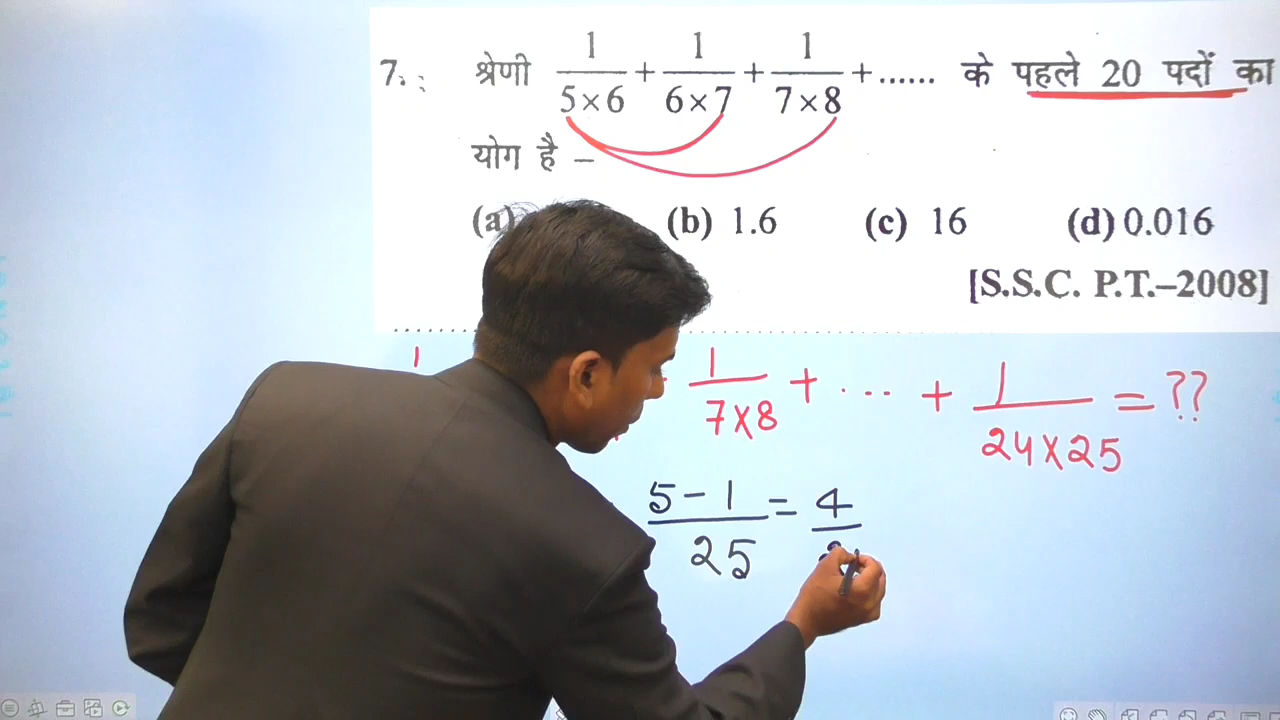 7. श्रेणी 1/(5×6) + 1/(6×7) + 1/(7×8) + ...... के पहले 20 पदों का
योग है –
(a) (b) 1.6 (c) 16 (d) 0.016
[S.S.C. P.T.–2008]
1/(7×8) + ... + 1/(24×25) = ??
(5-1)/25 = 4/